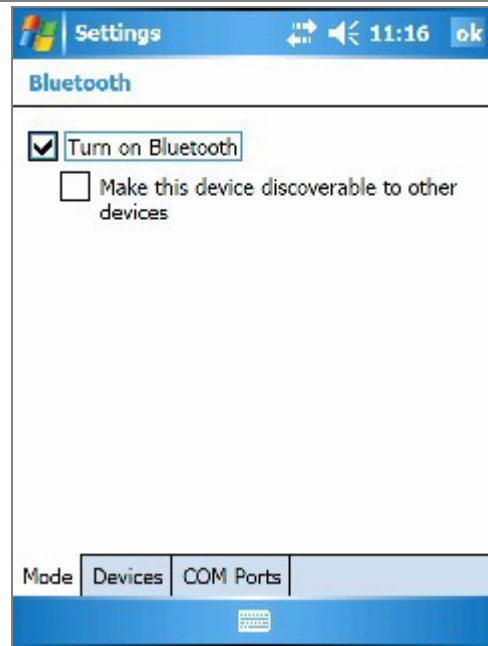 Settings 11:16 ok
Bluetooth
Turn on Bluetooth
Make this device discoverable to other
devices
Mode Devices COM Ports